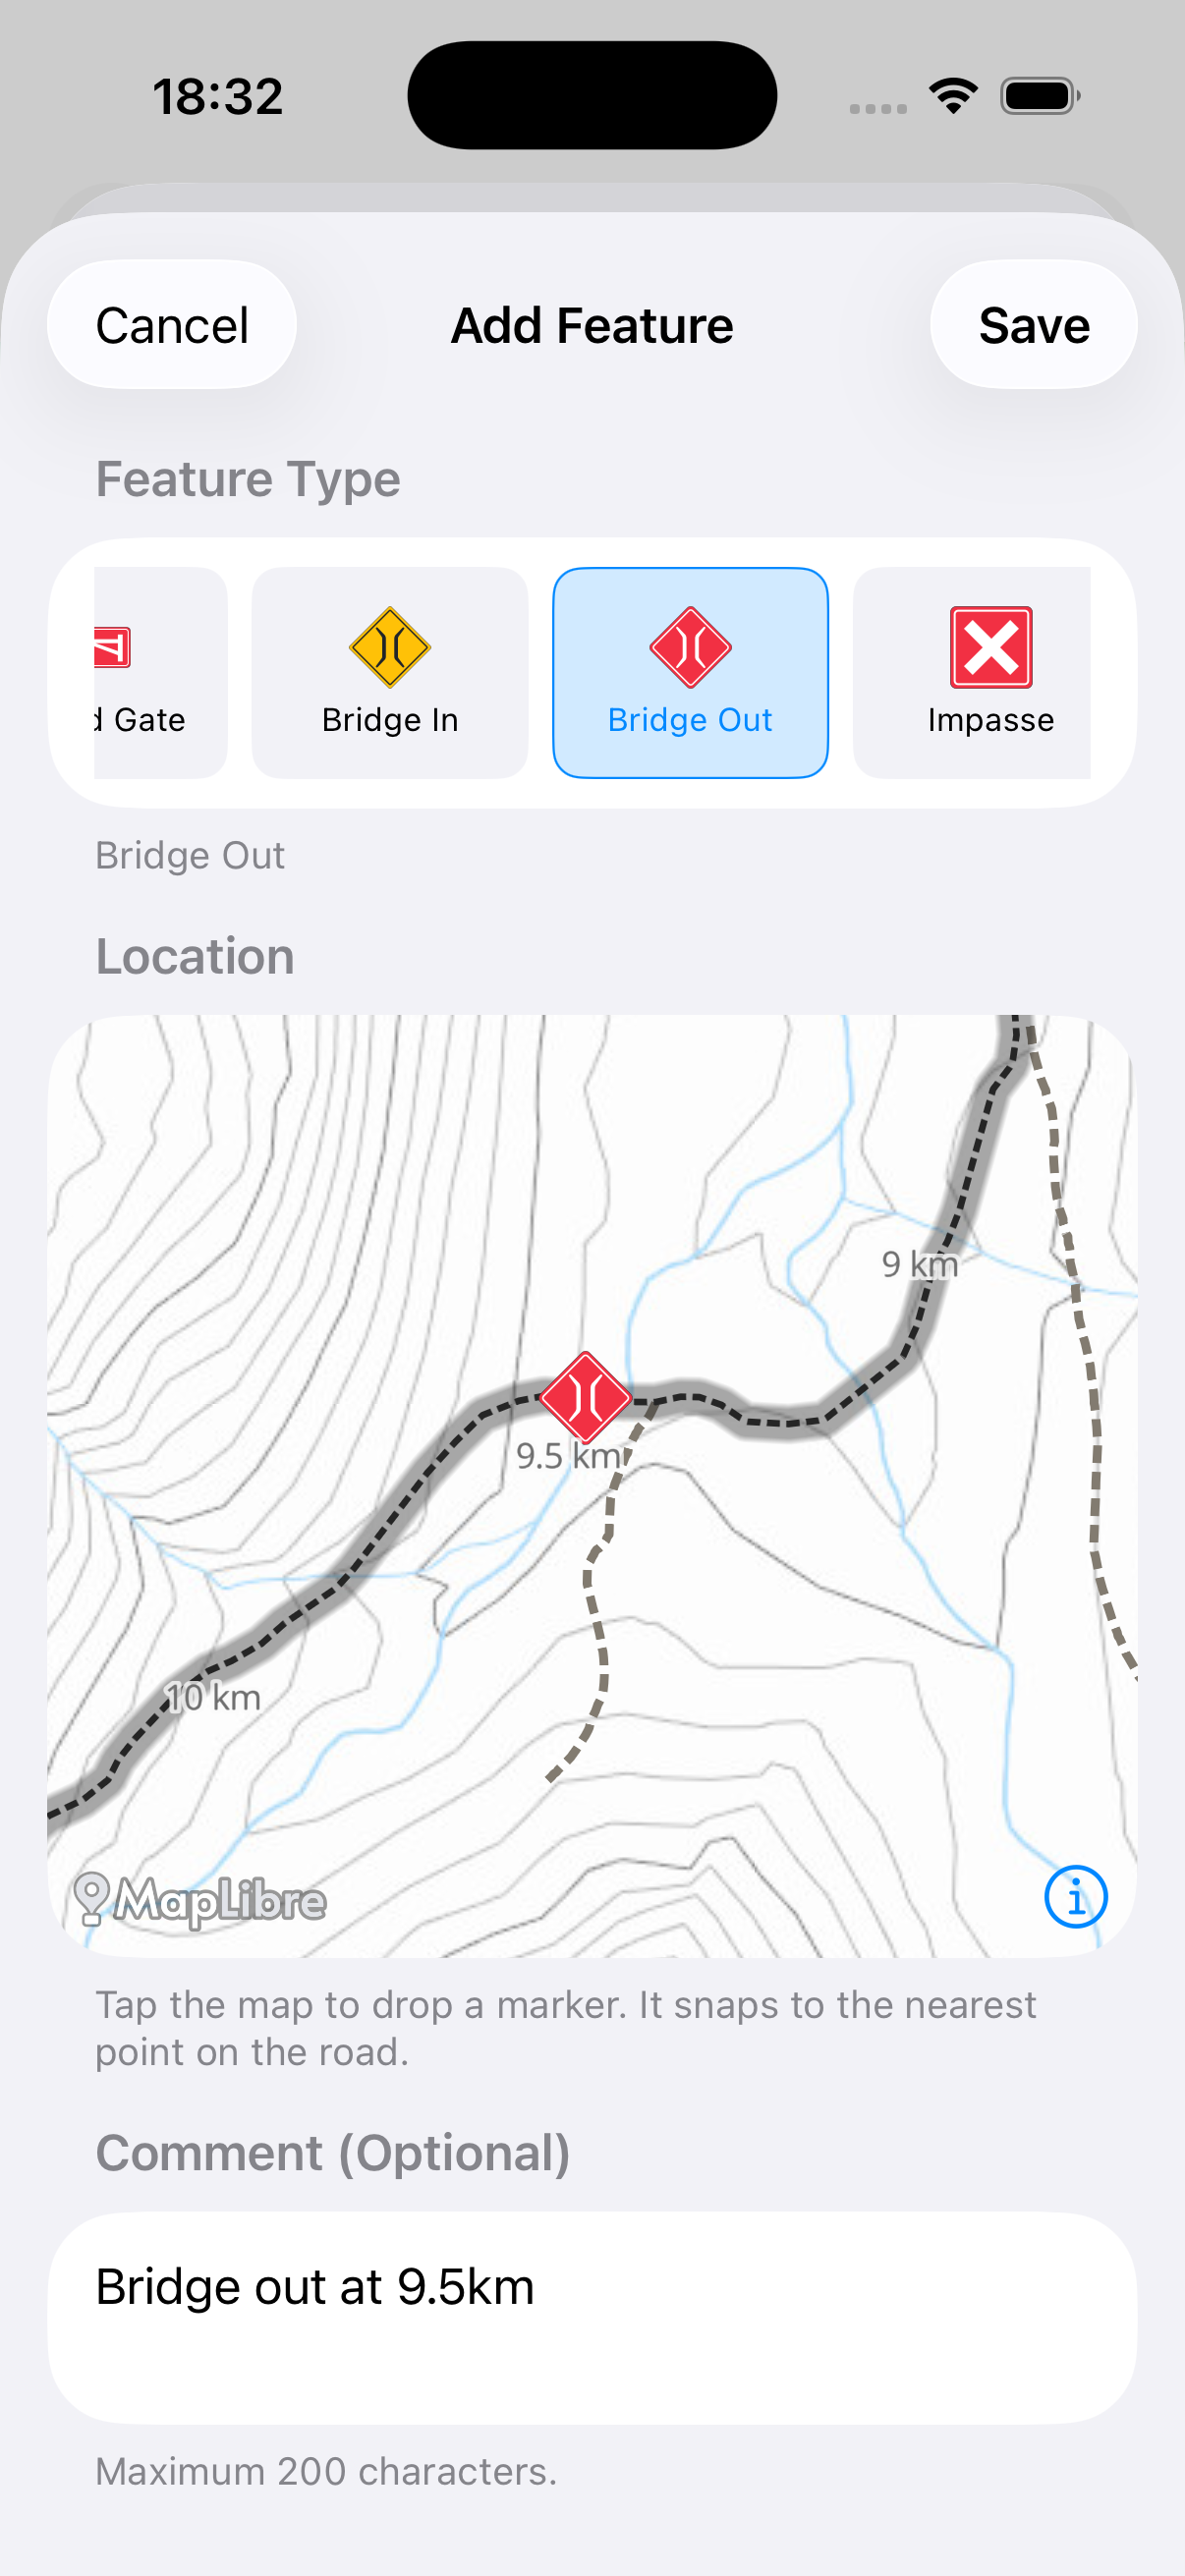 18:32
Cancel
Add Feature
Save
Feature Type
d Gate
Bridge In
Bridge Out
Impasse
Bridge Out
Location
9 km
9.5 km
10 km
MapLibre
Tap the map to drop a marker. It snaps to the nearest
point on the road.
Comment (Optional)
Bridge out at 9.5km
Maximum 200 characters.